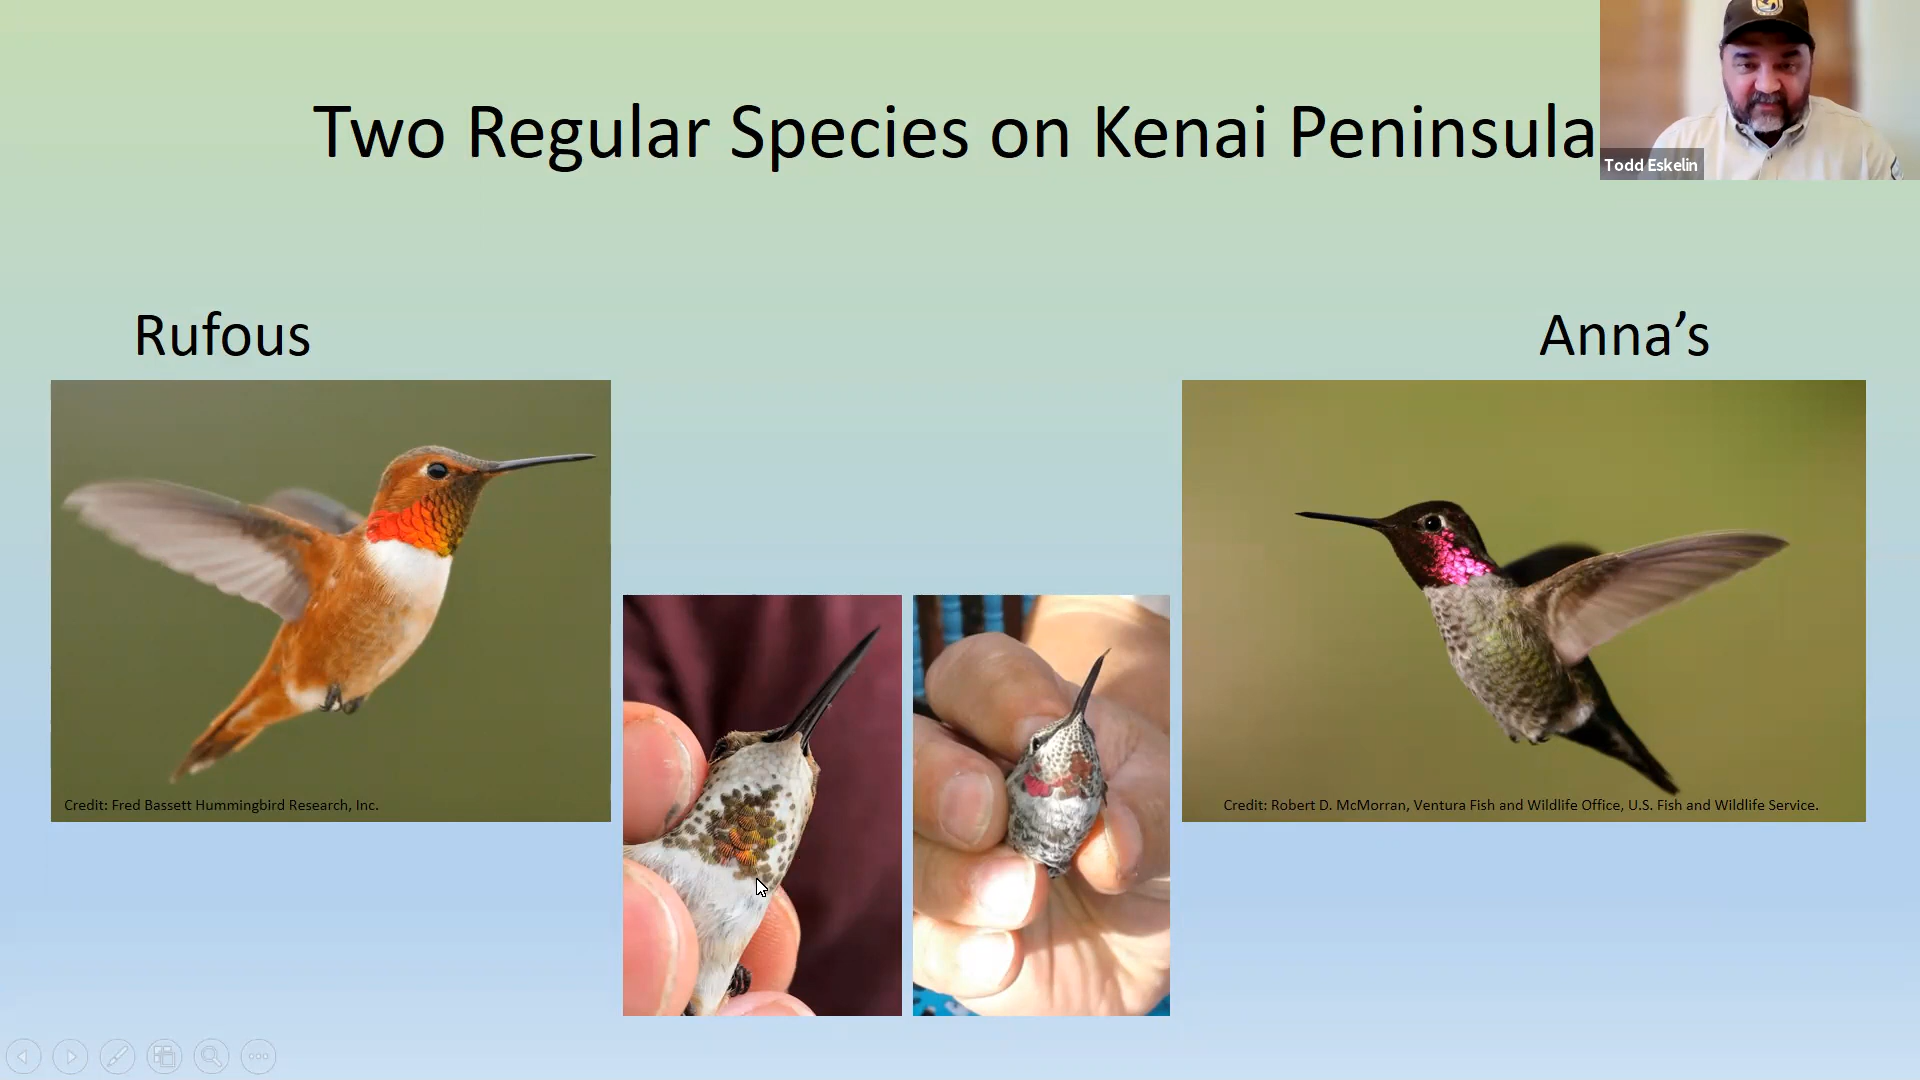 Two Regular Species on Kenai Peninsula
Todd Eskelin
Rufous
Anna’s
Credit: Fred Bassett Hummingbird Research, Inc.
Credit: Robert D. McMorran, Ventura Fish and Wildlife Office, U.S. Fish and Wildlife Service.